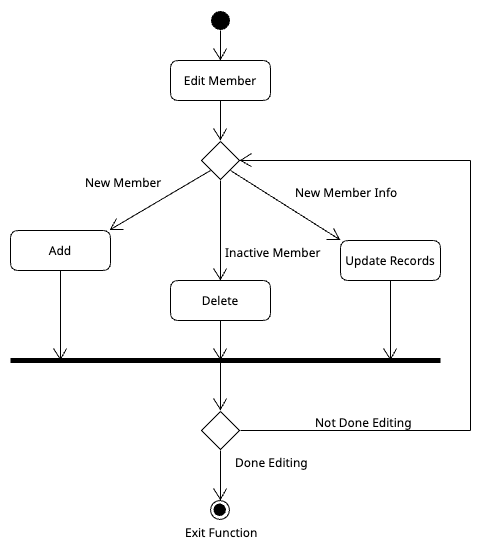 Edit Member
New Member
New Member Info
Add
Inactive Member
Update Records
Delete
Not Done Editing
Done Editing
Exit Function